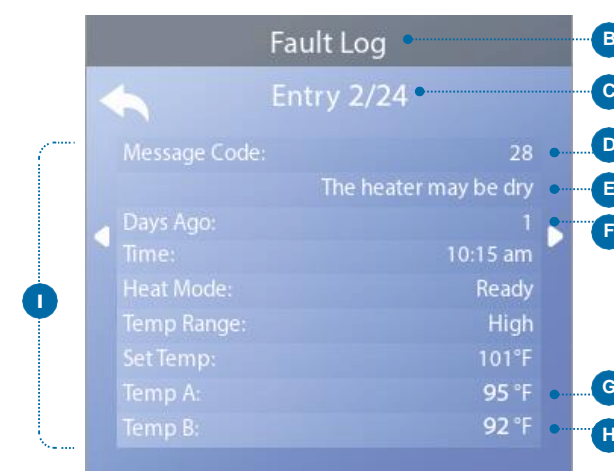 Fault Log B
Entry 2/24 C
Message Code: 28 D
The heater may be dry E
Days Ago: 1 F
Time: 10:15 am
I Heat Mode: Ready
Temp Range: High
Set Temp: 101°F
Temp A: 95 °F G
Temp B: 92 °F H